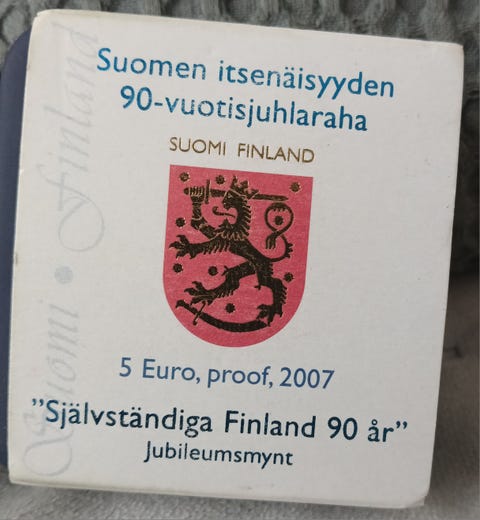 Suomen itsenäisyyden
90-vuotisjuhlaraha
SUOMI FINLAND
5 Euro, proof, 2007
"Självständiga Finland 90 år"
Jubileumsmynt
Suomi • Finland